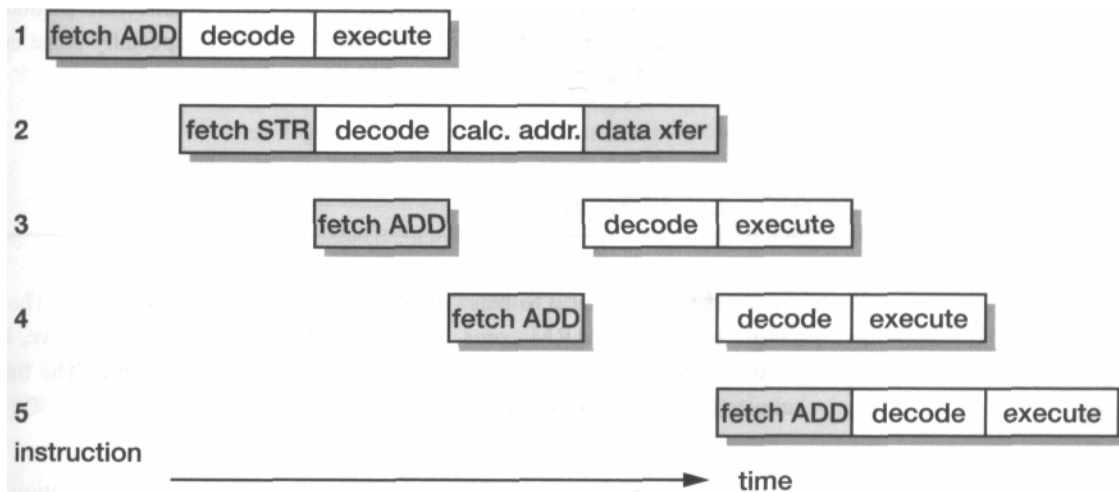 1 fetch ADD decode execute
2 fetch STR decode calc. addr. data xfer
3 fetch ADD decode execute
4 fetch ADD decode execute
5 fetch ADD decode execute
instruction
time